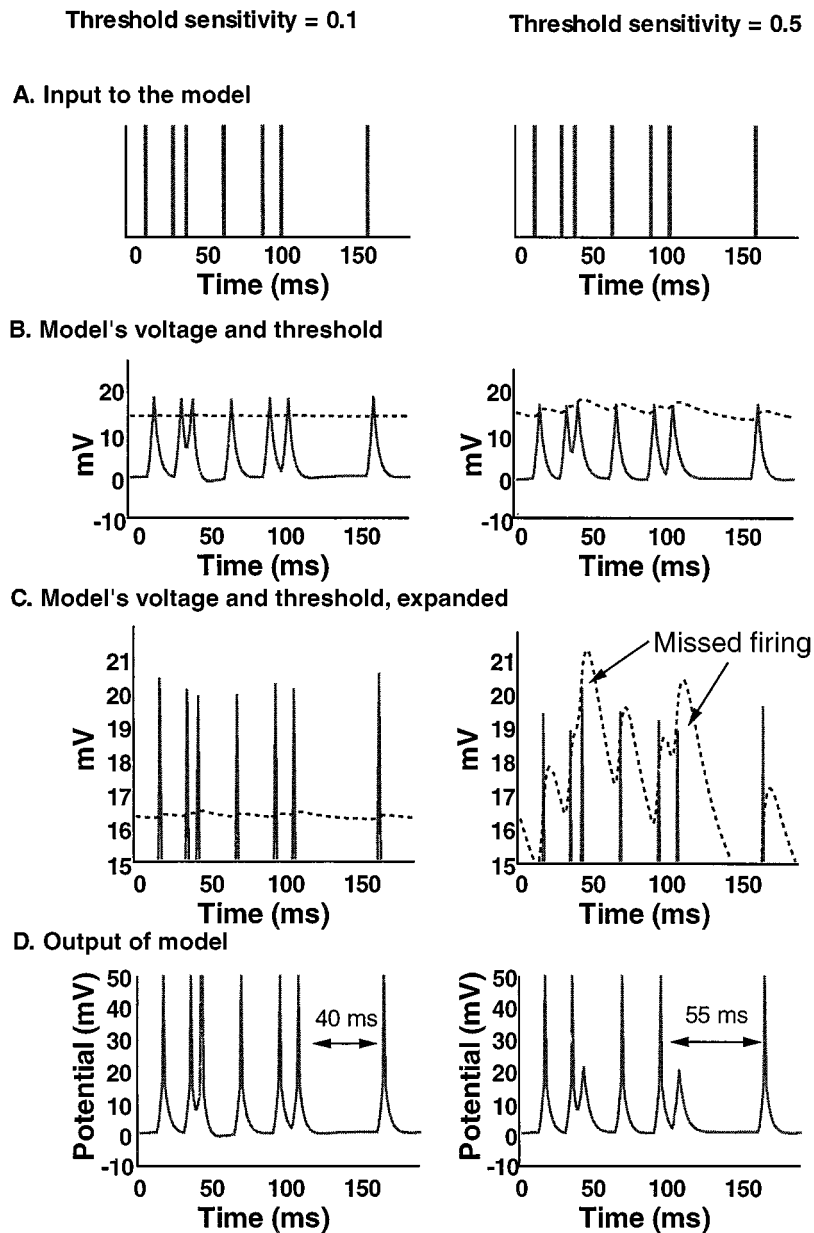 Threshold sensitivity = 0.1
Threshold sensitivity = 0.5
A. Input to the model
0 50 100 150
Time (ms)
0 50 100 150
Time (ms)
B. Model's voltage and threshold
20
10
0
-10
mV
0 50 100 150
Time (ms)
20
10
0
-10
mV
0 50 100 150
Time (ms)
C. Model's voltage and threshold, expanded
21
20
19
18
17
16
15
mV
0 50 100 150
Time (ms)
21
20
19
18
17
16
15
mV
Missed firing
0 50 100 150
Time (ms)
D. Output of model
50
40
30
20
10
0
-10
Potential (mV)
40 ms
0 50 100 150
Time (ms)
50
40
30
20
10
0
-10
Potential (mV)
55 ms
0 50 100 150
Time (ms)